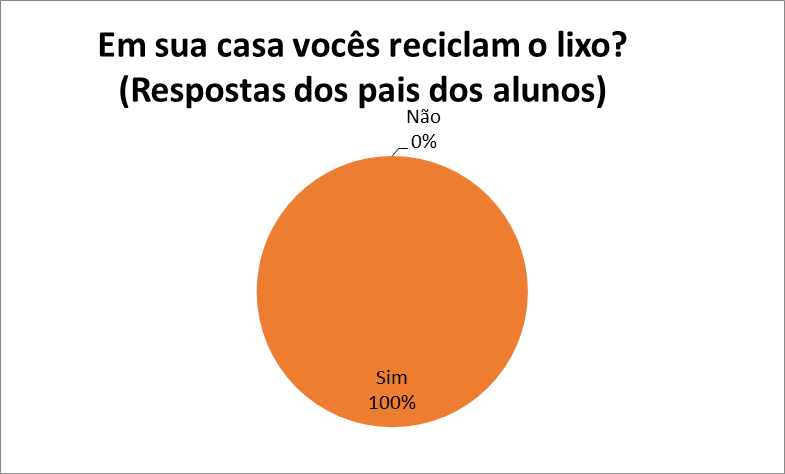 Em sua casa vocês reciclam o lixo?
(Respostas dos pais dos alunos)
Não
0%
Sim
100%